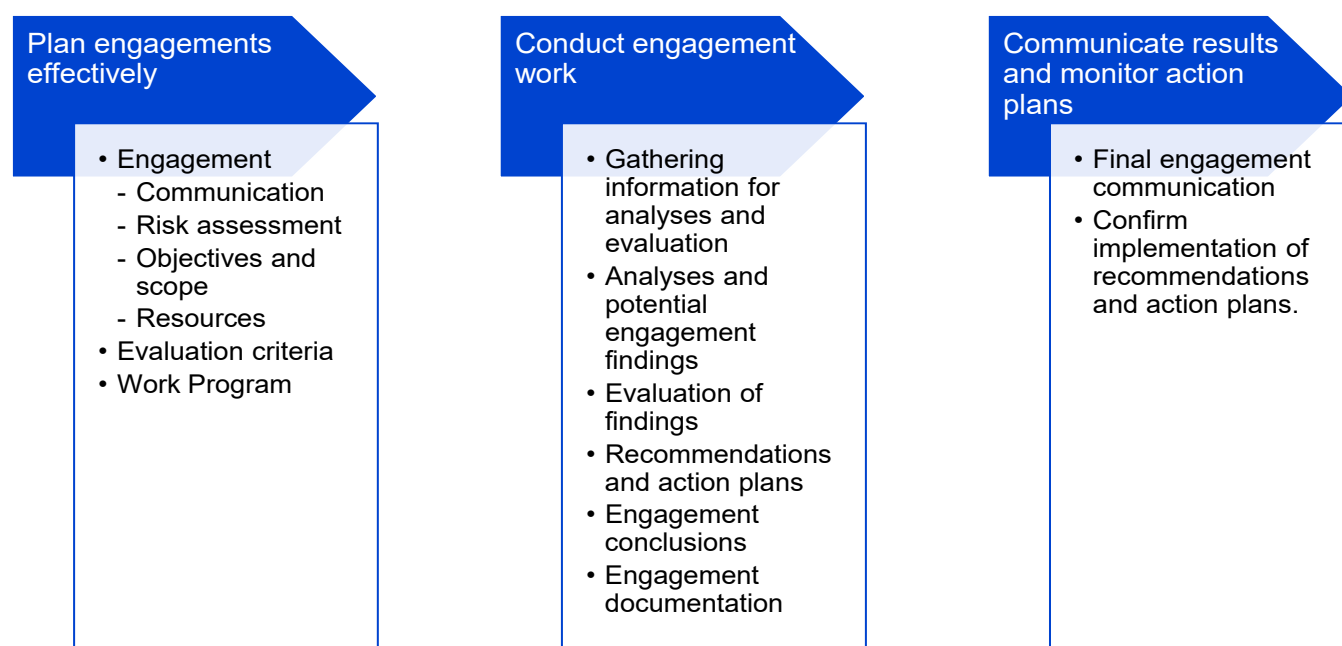 Plan engagements
effectively
• Engagement
- Communication
- Risk assessment
- Objectives and
scope
- Resources
• Evaluation criteria
• Work Program
Conduct engagement
work
• Gathering
information for
analyses and
evaluation
• Analyses and
potential
engagement
findings
• Evaluation of
findings
• Recommendations
and action plans
• Engagement
conclusions
• Engagement
documentation
Communicate results
and monitor action
plans
• Final engagement
communication
• Confirm
implementation of
recommendations
and action plans.